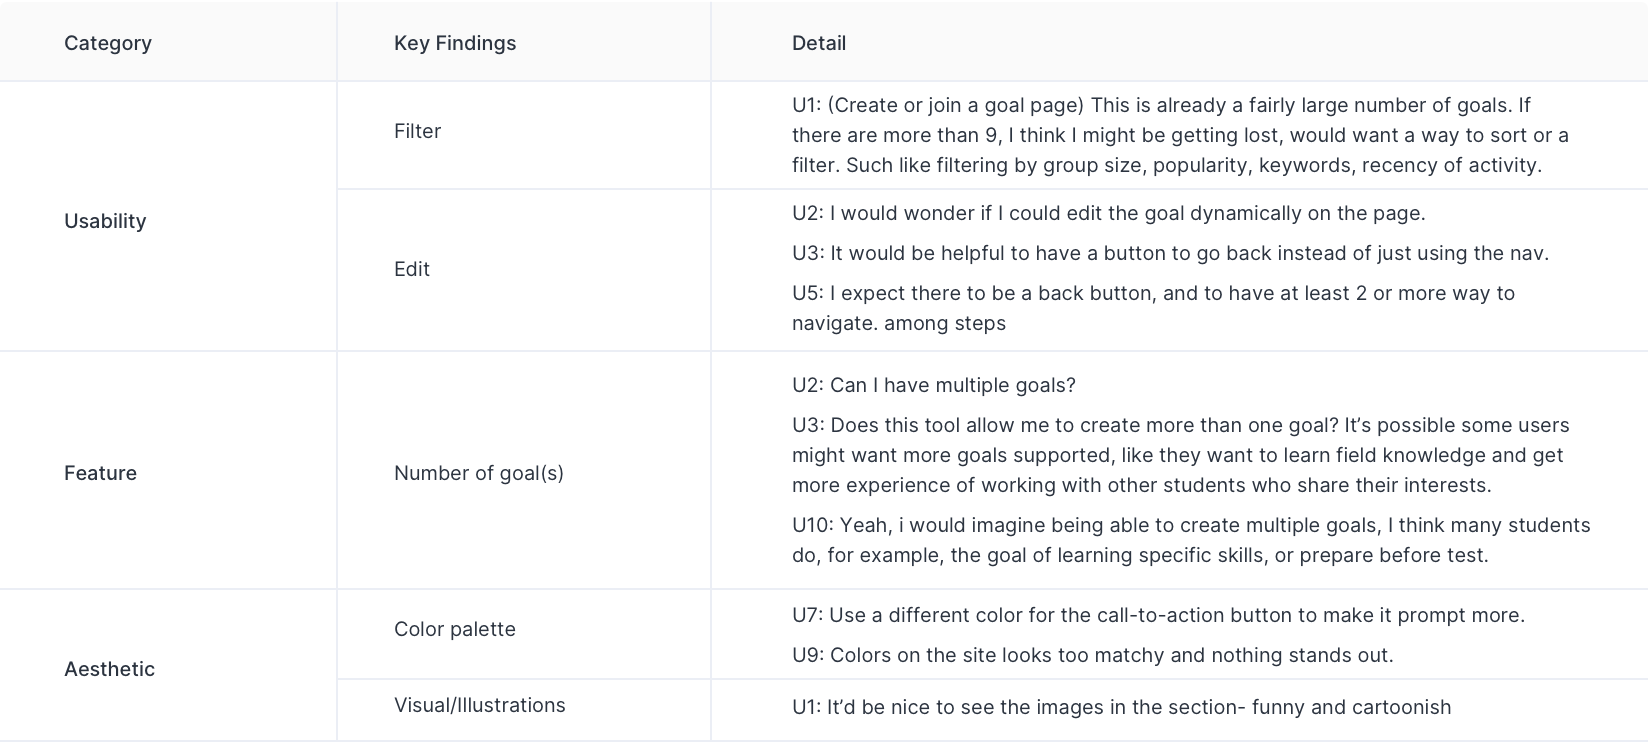 Category
Key Findings
Detail
Usability
Filter
U1: (Create or join a goal page) This is already a fairly large number of goals. If
there are more than 9, I think I might be getting lost, would want a way to sort or a
filter. Such like filtering by group size, popularity, keywords, recency of activity.
Edit
U2: I would wonder if I could edit the goal dynamically on the page.
U3: It would be helpful to have a button to go back instead of just using the nav.
U5: I expect there to be a back button, and to have at least 2 or more way to
navigate. among steps
Feature
Number of goal(s)
U2: Can I have multiple goals?
U3: Does this tool allow me to create more than one goal? It’s possible some users
might want more goals supported, like they want to learn field knowledge and get
more experience of working with other students who share their interests.
U10: Yeah, i would imagine being able to create multiple goals, I think many students
do, for example, the goal of learning specific skills, or prepare before test.
Aesthetic
Color palette
U7: Use a different color for the call-to-action button to make it prompt more.
U9: Colors on the site looks too matchy and nothing stands out.
Visual/Illustrations
U1: It’d be nice to see the images in the section- funny and cartoonish